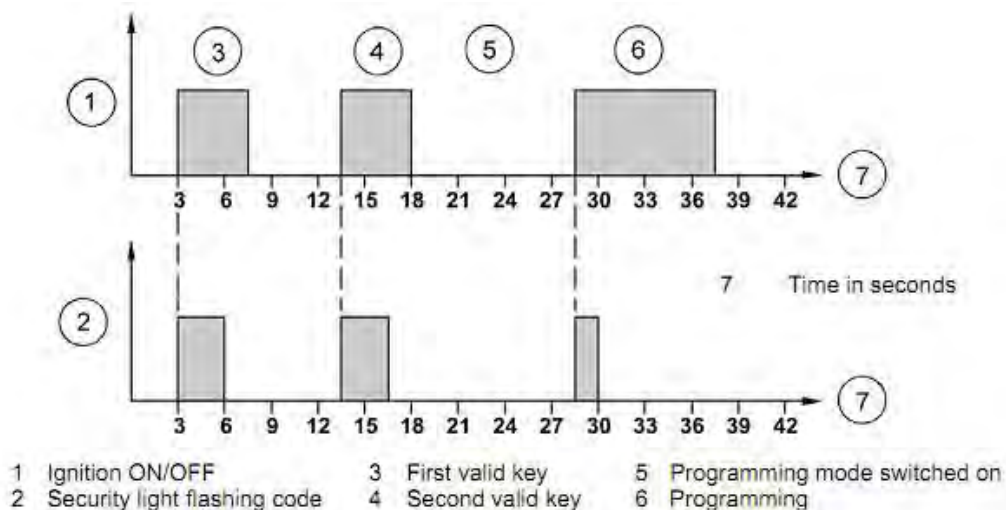 3 4 5 6
1
7
3 6 9 12 15 18 21 24 27 30 33 36 39 42
7 Time in seconds
2
7
3 6 9 12 15 18 21 24 27 30 33 36 39 42
1 Ignition ON/OFF 3 First valid key 5 Programming mode switched on
2 Security light flashing code 4 Second valid key 6 Programming